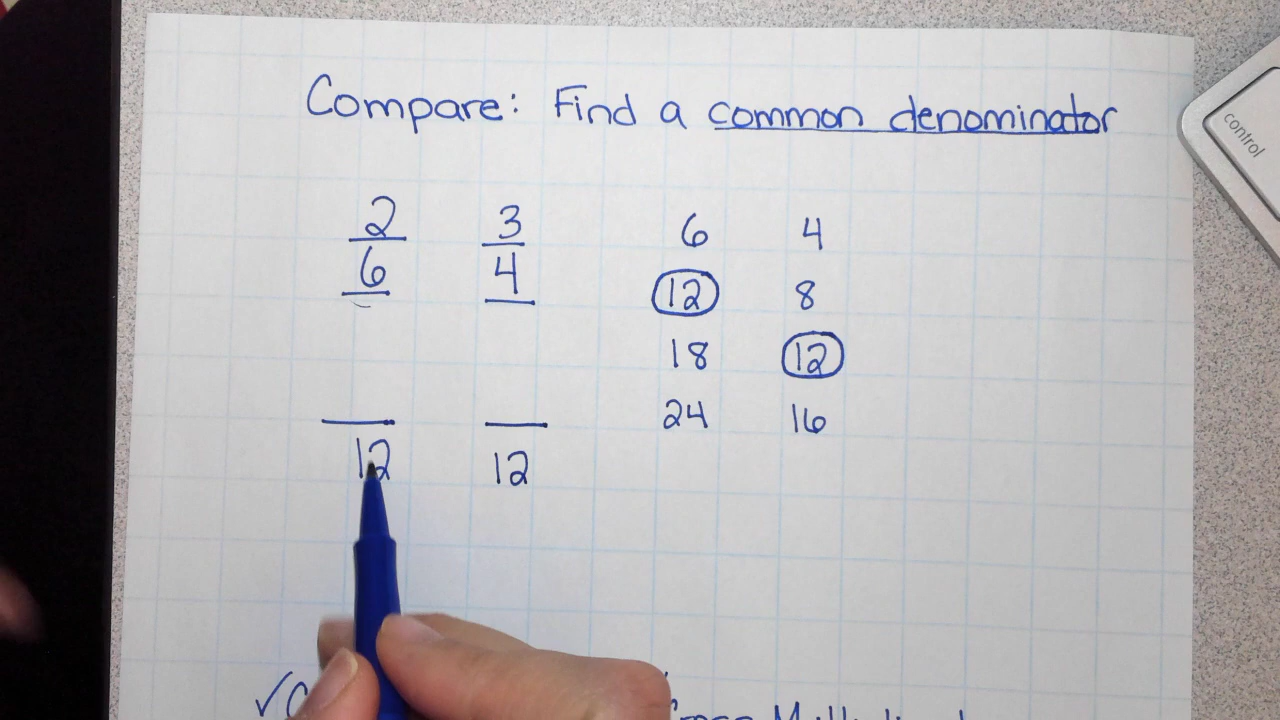 Compare: Find a common denominator
2 3 6 4
6 4 12 8
18 12
24 16
12 12
control